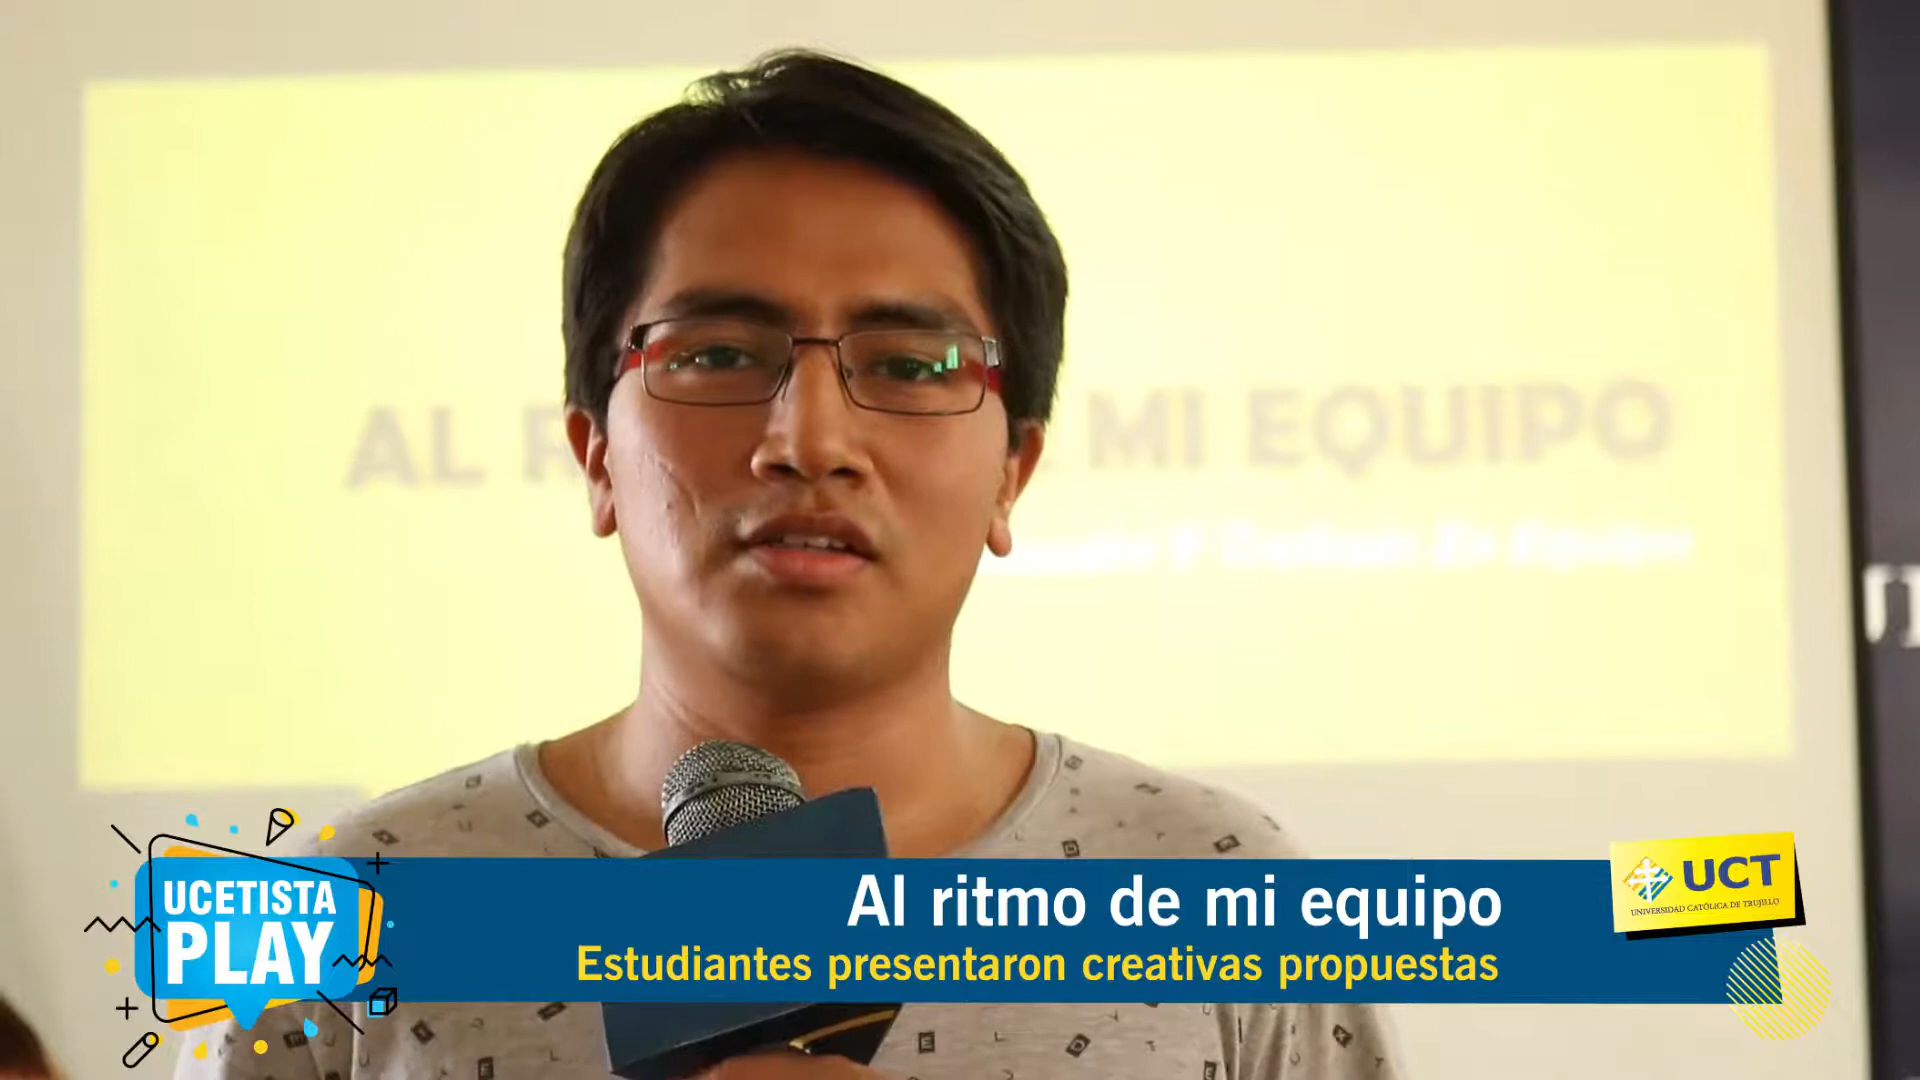 AL R MI EQUIPO
UCETISTA
PLAY
Al ritmo de mi equipo
Estudiantes presentaron creativas propuestas
UCT
UNIVERSIDAD CATÓLICA DE TRUJILLO